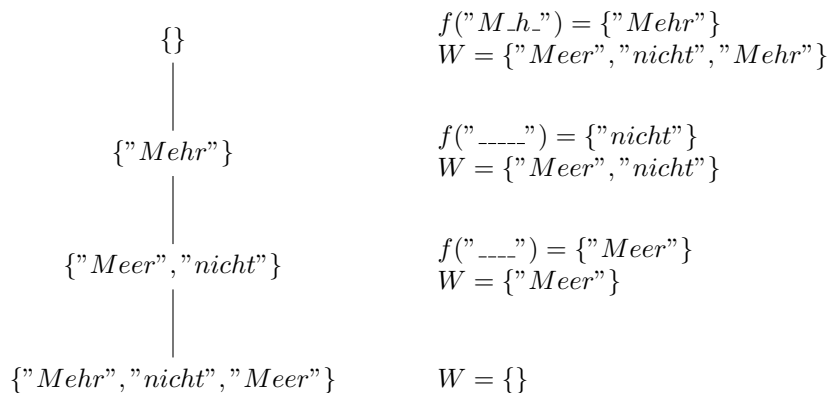 {}
f("M_h_") = {"Mehr"}
W = {"Meer", "nicht", "Mehr"}
{"Mehr"}
f("_____") = {"nicht"}
W = {"Meer", "nicht"}
{"Meer", "nicht"}
f("____") = {"Meer"}
W = {"Meer"}
{"Mehr", "nicht", "Meer"}
W = {}